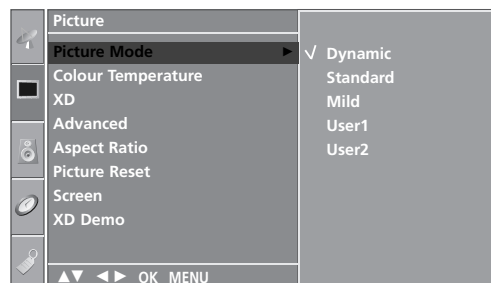 Picture
Picture Mode ► √ Dynamic
Colour Temperature Standard
XD Mild
Advanced User1
Aspect Ratio User2
Picture Reset
Screen
XD Demo
▲▼ ◄► OK MENU